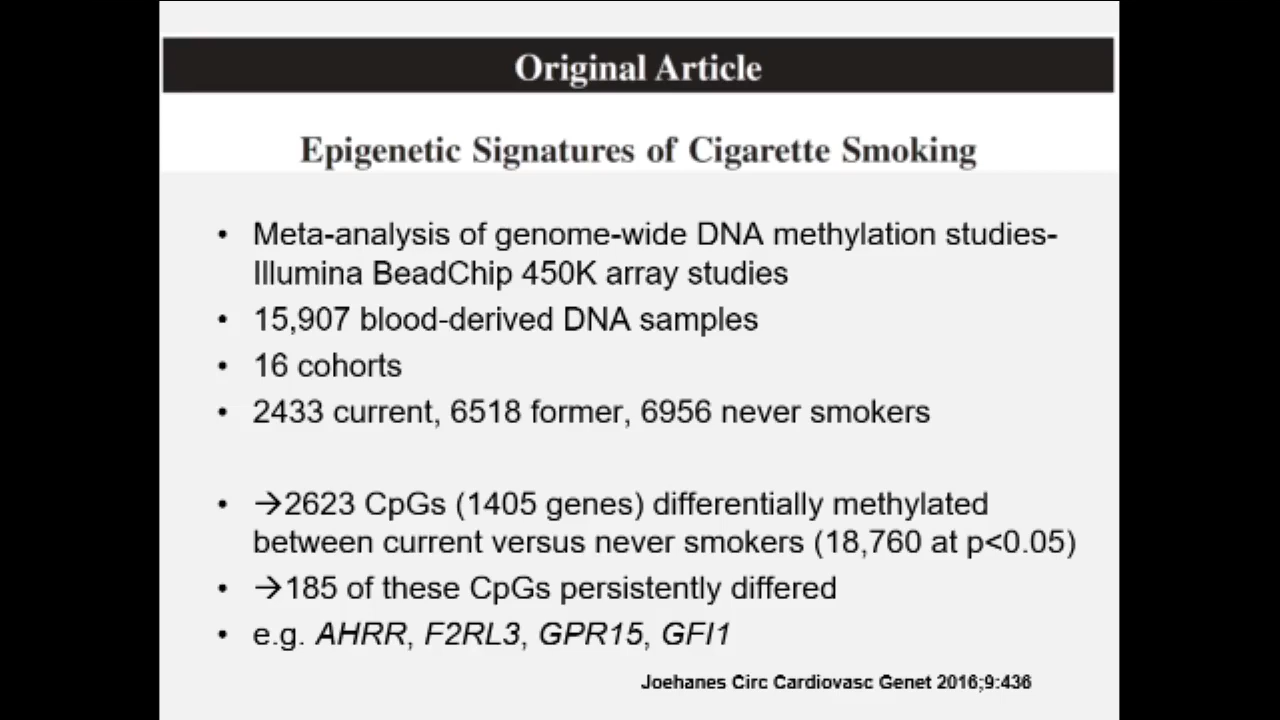 Original Article
Epigenetic Signatures of Cigarette Smoking
• Meta-analysis of genome-wide DNA methylation studies-
Illumina BeadChip 450K array studies
• 15,907 blood-derived DNA samples
• 16 cohorts
• 2433 current, 6518 former, 6956 never smokers
• →2623 CpGs (1405 genes) differentially methylated
between current versus never smokers (18,760 at p<0.05)
• →185 of these CpGs persistently differed
• e.g. AHRR, F2RL3, GPR15, GFI1
Joehanes Circ Cardiovasc Genet 2016;9:436